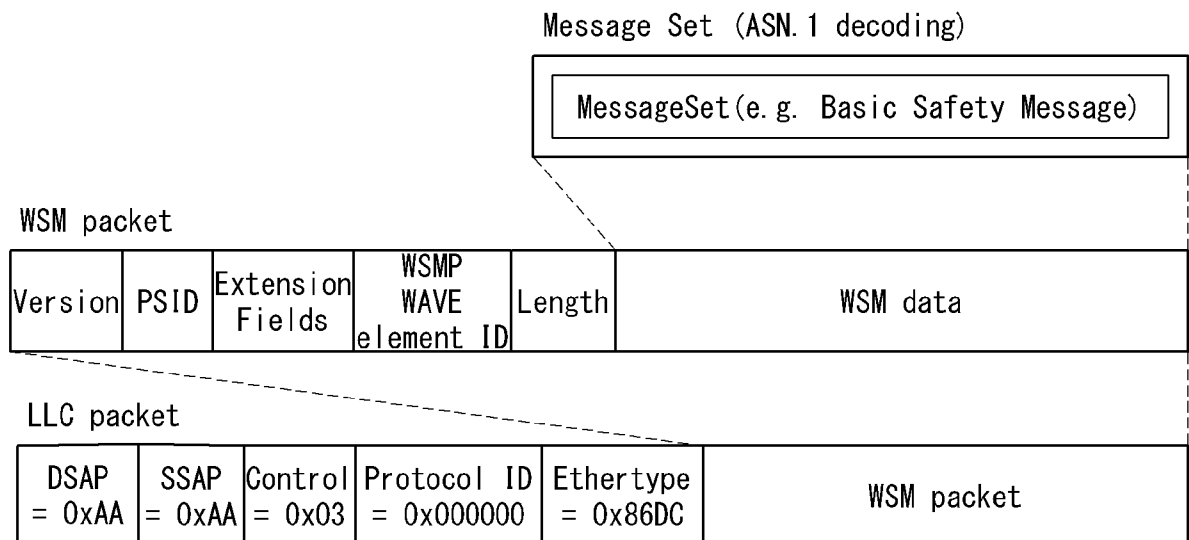 Message Set (ASN.1 decoding)
MessageSet(e.g. Basic Safety Message)
WSM packet
Version
PSID
Extension
Fields
WSMP
WAVE
element ID
Length
WSM data
LLC packet
DSAP
= 0xAA
SSAP
= 0xAA
Control
= 0x03
Protocol ID
= 0x000000
Ethertype
= 0x86DC
WSM packet